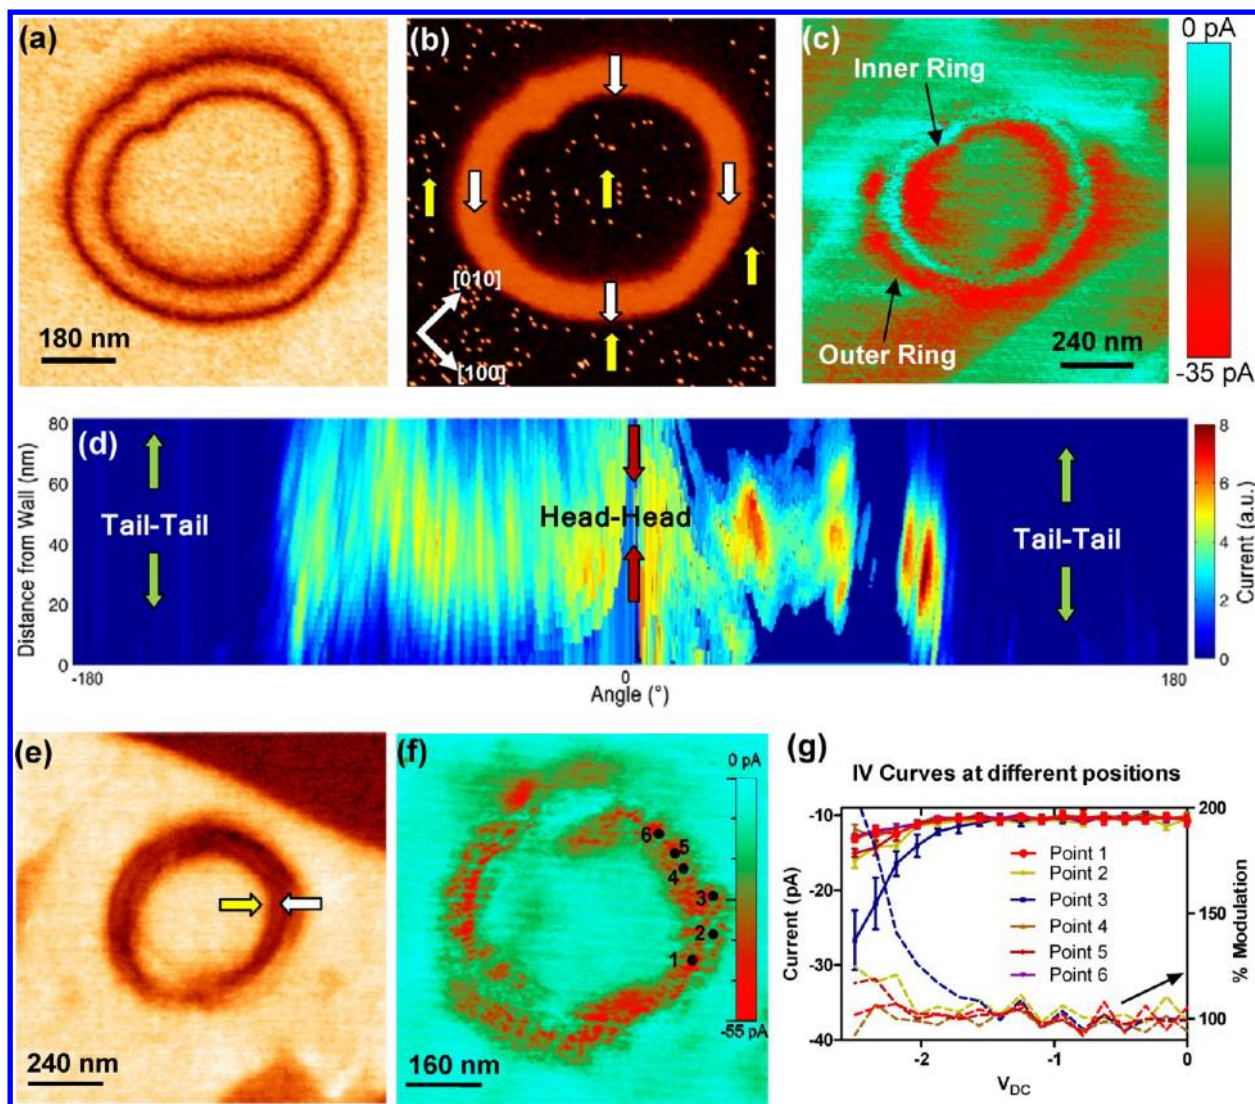 (a)
180 nm
(b)
[010]
[100]
(c)
Inner Ring
Outer Ring
240 nm
0 pA
-35 pA
(d)
Distance from Wall (nm)
80
60
40
20
0
Tail-Tail
Head-Head
Tail-Tail
-180
0
180
Angle (°)
8
6
4
2
0
Current (a.u.)
(e)
240 nm
(f)
0 pA
-55 pA
6
5
4
3
2
1
160 nm
(g)
IV Curves at different positions
Current (pA)
-10
-20
-30
-40
Point 1
Point 2
Point 3
Point 4
Point 5
Point 6
200
150
100
% Modulation
-2
-1
0
VDC